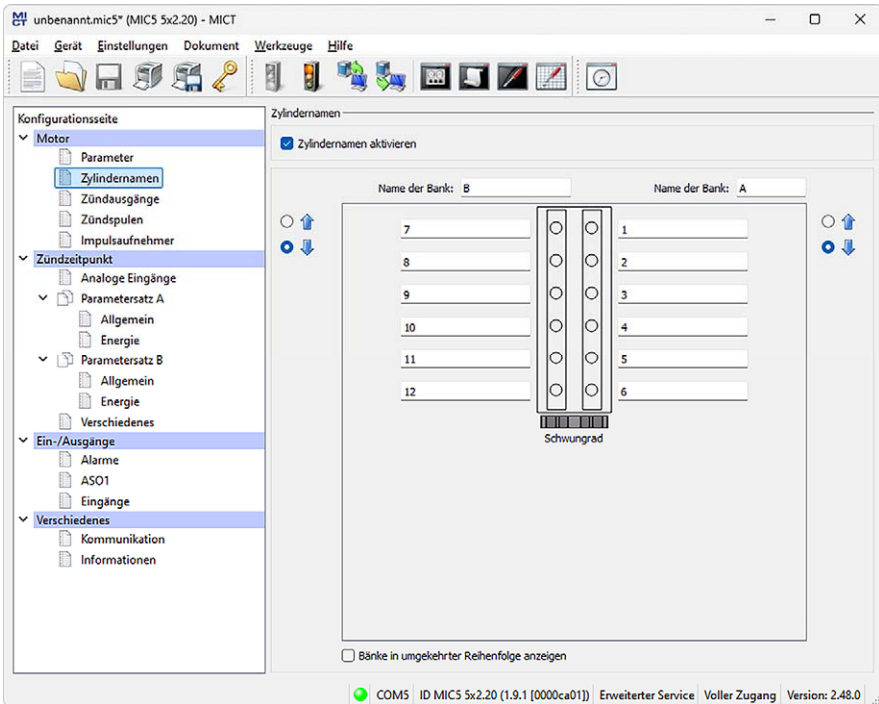 MICT unbenannt.mic5* (MIC5 5x2.20) - MICT
Datei Gerät Einstellungen Dokument Werkzeuge Hilfe
Konfigurationsseite
Motor
Parameter
Zylindernamen
Zündausgänge
Zündspulen
Impulsaufnehmer
Zündzeitpunkt
Analoge Eingänge
Parametersatz A
Allgemein
Energie
Parametersatz B
Allgemein
Energie
Verschiedenes
Ein-/Ausgänge
Alarme
ASO1
Eingänge
Verschiedenes
Kommunikation
Informationen
Zylindernamen
Zylindernamen aktivieren
Name der Bank: B Name der Bank: A
7 1
8 2
9 3
10 4
11 5
12 6
Schwungrad
Bänke in umgekehrter Reihenfolge anzeigen
COM5 ID MIC5 5x2.20 (1.9.1 [0000ca01]) Erweiterter Service Voller Zugang Version: 2.48.0